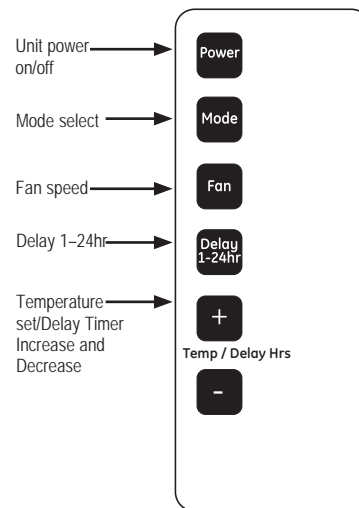 Unit power
on/off
Power
Mode select
Mode
Fan speed
Fan
Delay 1–24hr
Delay
1-24hr
Temperature
set/Delay Timer
Increase and
Decrease
+
Temp / Delay Hrs
-